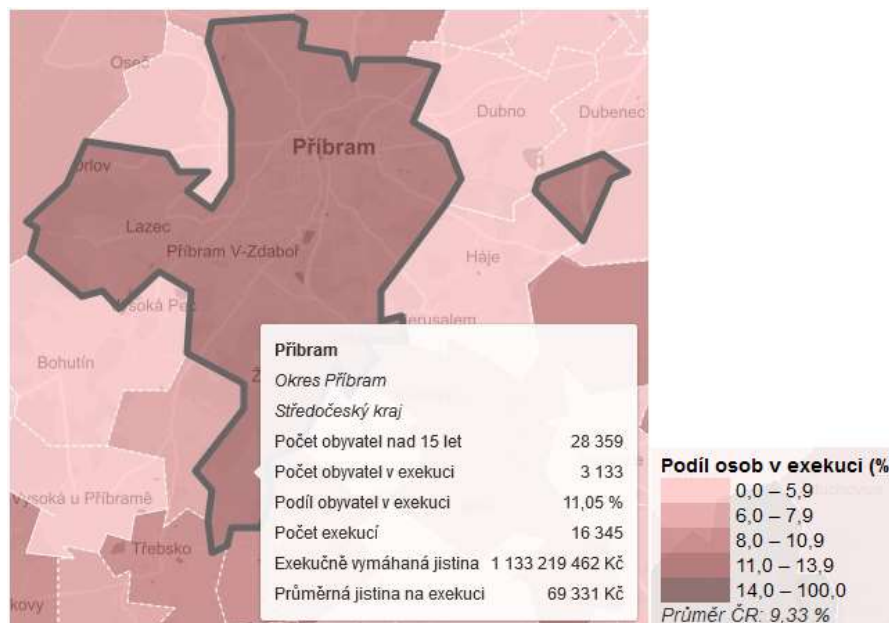 Oseč
Dubno
Dubenec
Příbram
Lazec
Příbram V-Zdaboř
Háje
Jerusalem
Bohutín
Vysoká u Příbramě
Třebsko
Příbram
Okres Příbram
Středočeský kraj
Počet obyvatel nad 15 let 28 359
Počet obyvatel v exekuci 3 133
Podíl obyvatel v exekuci 11,05 %
Počet exekucí 16 345
Exekučně vymáhaná jistina 1 133 219 462 Kč
Průměrná jistina na exekuci 69 331 Kč
Podíl osob v exekuci (%
0,0 – 5,9
6,0 – 7,9
8,0 – 10,9
11,0 – 13,9
14,0 – 100,0
Průměr ČR: 9,33 %